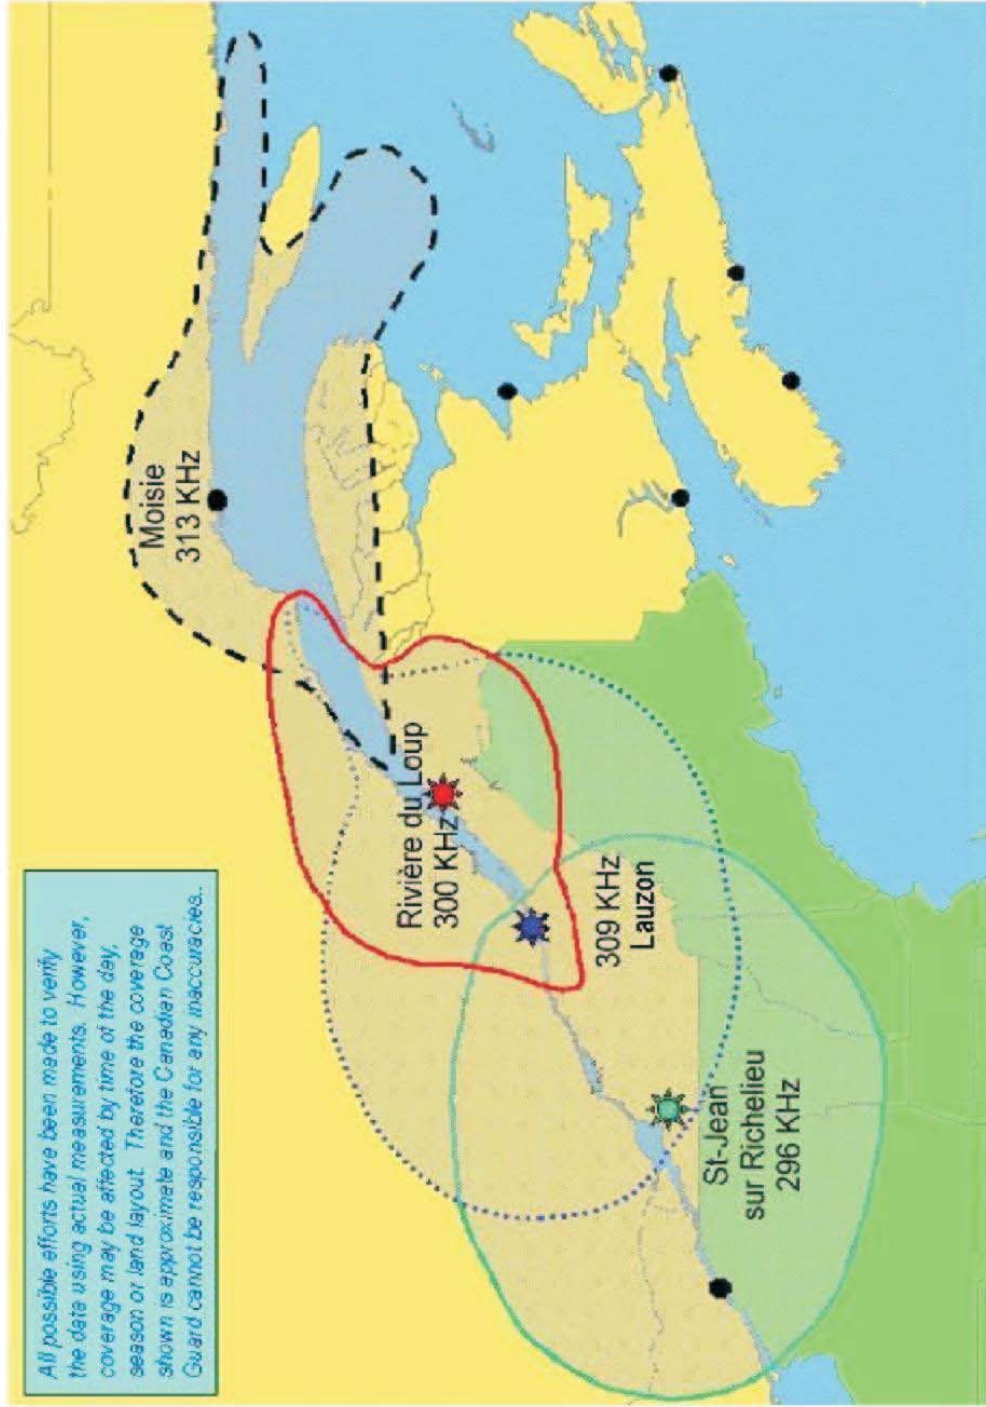 All possible efforts have been made to verify
the date using actual measurements. However,
coverage may be affected by time of the day,
season or land layout. Therefore the coverage
shown is approximate and the Canadian Coast
Guard cannot be responsible for any inaccuracies..
Moisie
313 KHz
Rivière du Loup
300 KHz
309 KHz
Lauzon
St-Jean
sur Richelieu
296 KHz